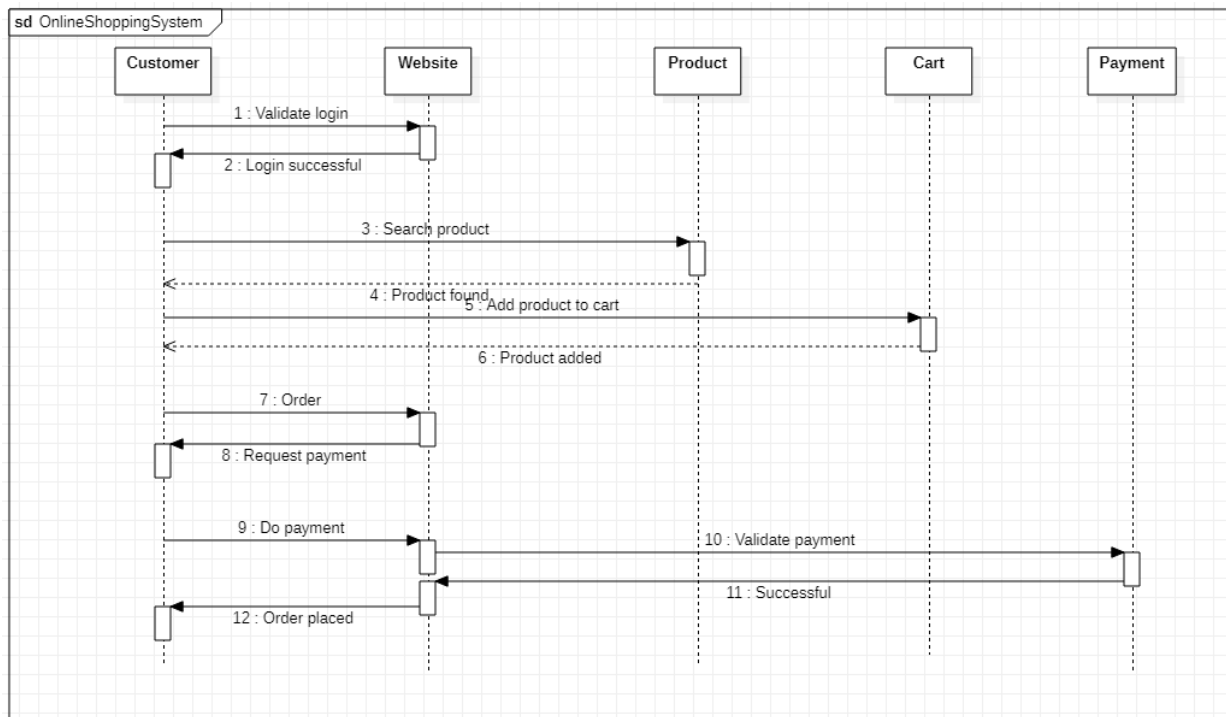 sd OnlineShoppingSystem
Customer
Website
Product
Cart
Payment
1 : Validate login
2 : Login successful
3 : Search product
4 : Product found
5 : Add product to cart
6 : Product added
7 : Order
8 : Request payment
9 : Do payment
10 : Validate payment
11 : Successful
12 : Order placed